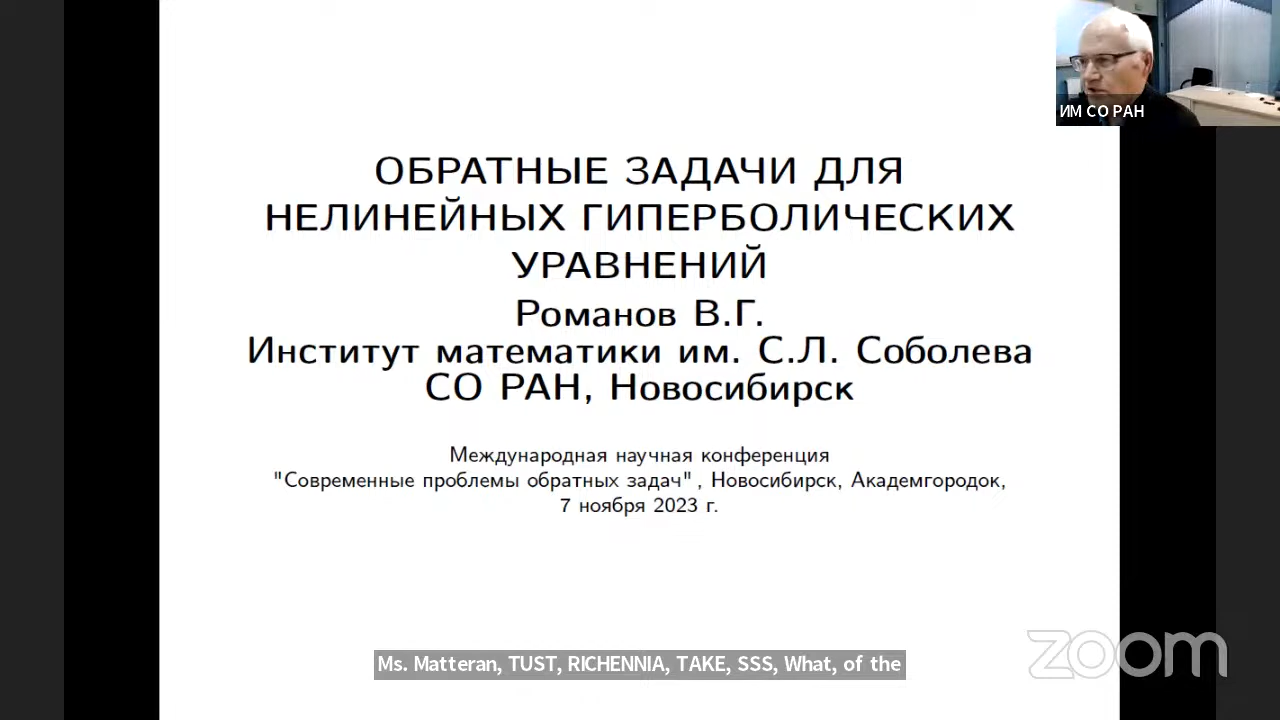 ИМ СО РАН
ОБРАТНЫЕ ЗАДАЧИ ДЛЯ
НЕЛИНЕЙНЫХ ГИПЕРБОЛИЧЕСКИХ
УРАВНЕНИЙ
Романов В.Г.
Институт математики им. С.Л. Соболева
СО РАН, Новосибирск
Международная научная конференция
"Современные проблемы обратных задач", Новосибирск, Академгородок,
7 ноября 2023 г.
Ms. Matteran, TUST, RICHENNIA, TAKE, SSS, What, of the
zoom